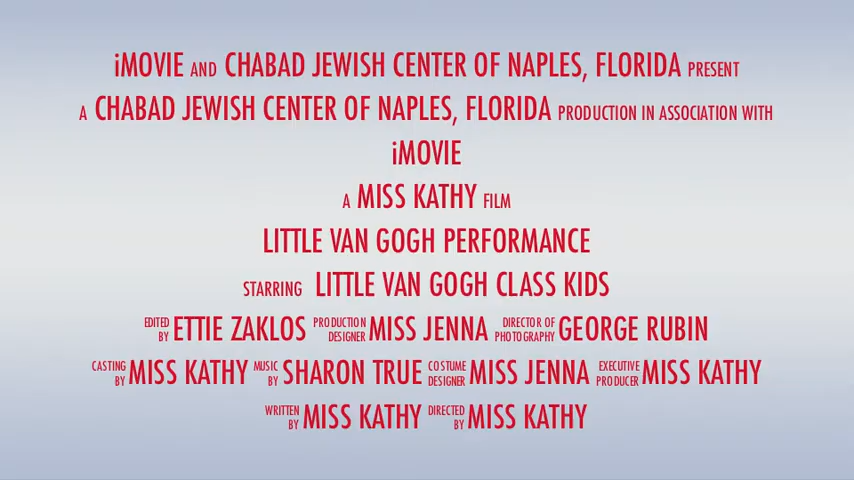 iMOVIE AND CHABAD JEWISH CENTER OF NAPLES, FLORIDA PRESENT
A CHABAD JEWISH CENTER OF NAPLES, FLORIDA PRODUCTION IN ASSOCIATION WITH
iMOVIE
A MISS KATHY FILM
LITTLE VAN GOGH PERFORMANCE
STARRING LITTLE VAN GOGH CLASS KIDS
EDITED BY ETTIE ZAKLOS PRODUCTION DESIGNER MISS JENNA DIRECTOR OF PHOTOGRAPHY GEORGE RUBIN
CASTING BY MISS KATHY MUSIC BY SHARON TRUE COSTUME DESIGNER MISS JENNA EXECUTIVE PRODUCER MISS KATHY
WRITTEN BY MISS KATHY DIRECTED BY MISS KATHY